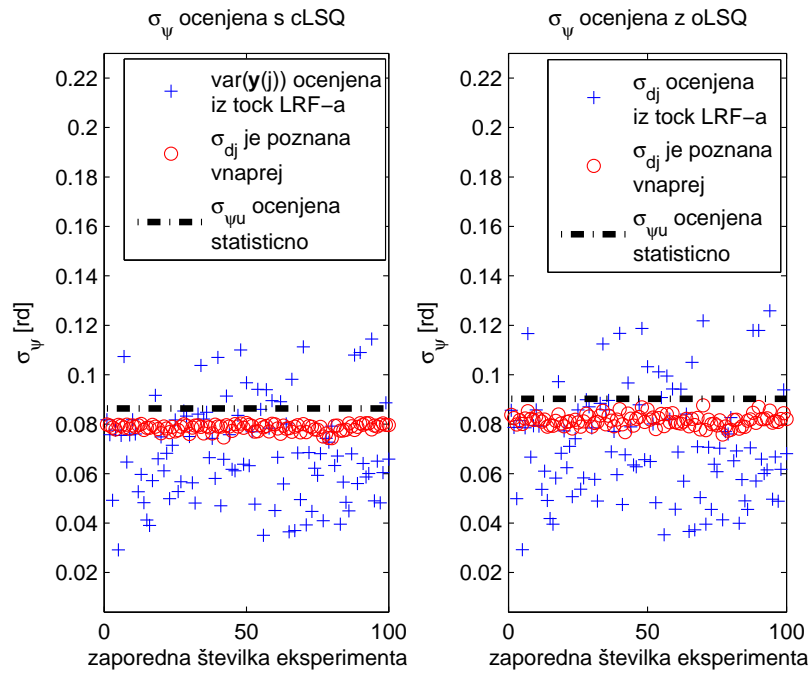 σψ ocenjena s cLSQ
var(y(j)) ocenjena
iz tock LRF−a
σdj je poznana
vnaprej
σψu ocenjena
statisticno
0.22
0.2
0.18
0.16
0.14
0.12
0.1
0.08
0.06
0.04
0.02
σψ [rd]
0
50
100
zaporedna številka eksperimenta
σψ ocenjena z oLSQ
σdj ocenjena
iz tock LRF−a
σdj je poznana
vnaprej
σψu ocenjena
statisticno
0.22
0.2
0.18
0.16
0.14
0.12
0.1
0.08
0.06
0.04
0.02
σψ [rd]
0
50
100
zaporedna številka eksperimenta